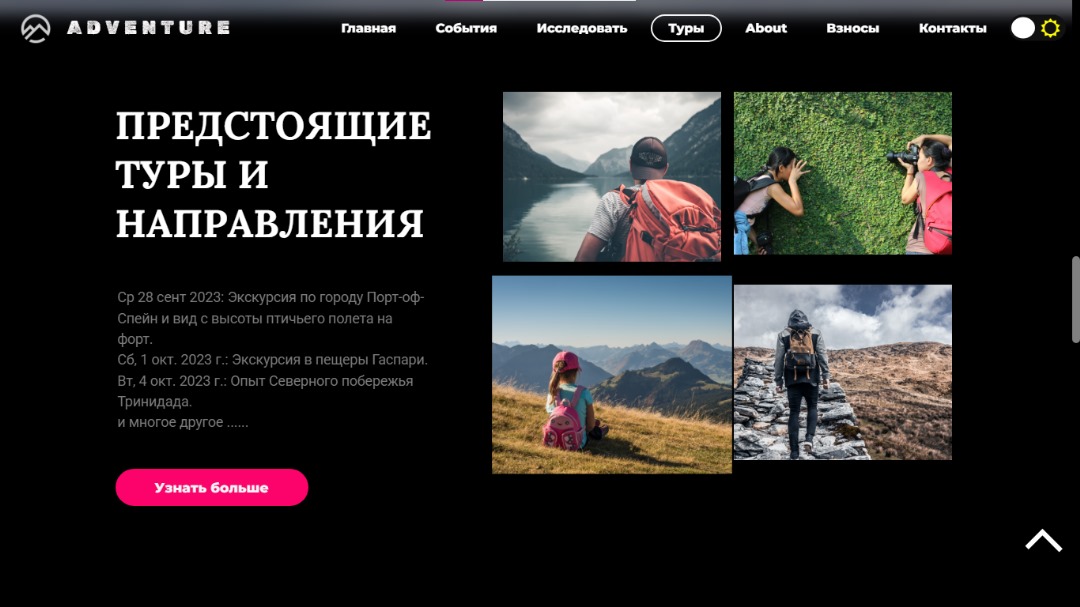 ADVENTURE
Главная
События
Исследовать
Туры
About
Взносы
Контакты
ПРЕДСТОЯЩИЕ
ТУРЫ И
НАПРАВЛЕНИЯ
Ср 28 сент 2023: Экскурсия по городу Порт-оф-
Спейн и вид с высоты птичьего полета на
форт.
Сб, 1 окт. 2023 г.: Экскурсия в пещеры Гаспари.
Вт, 4 окт. 2023 г.: Опыт Северного побережья
Тринидада.
и многое другое ......
Узнать больше